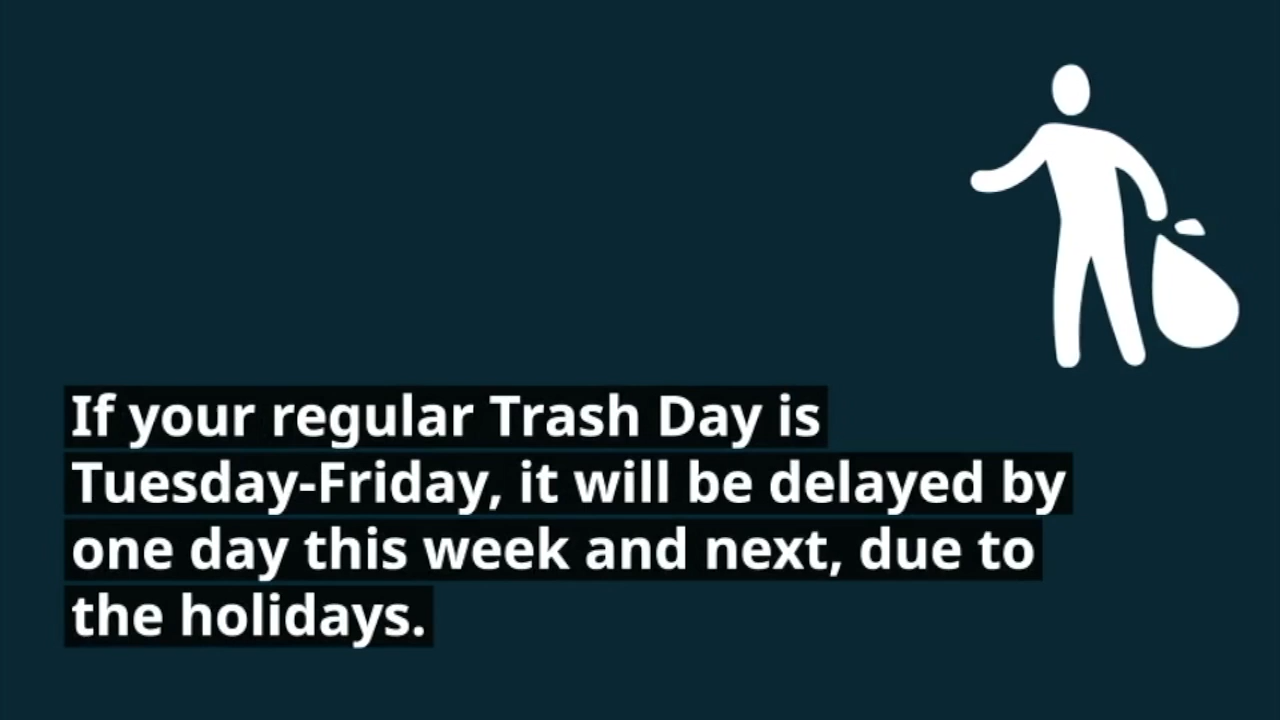 If your regular Trash Day is
Tuesday-Friday, it will be delayed by
one day this week and next, due to
the holidays.